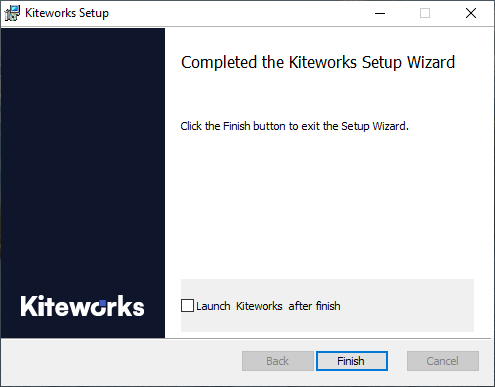 Kiteworks Setup
Completed the Kiteworks Setup Wizard
Click the Finish button to exit the Setup Wizard.
Kiteworks
Launch Kiteworks after finish
Back
Finish
Cancel